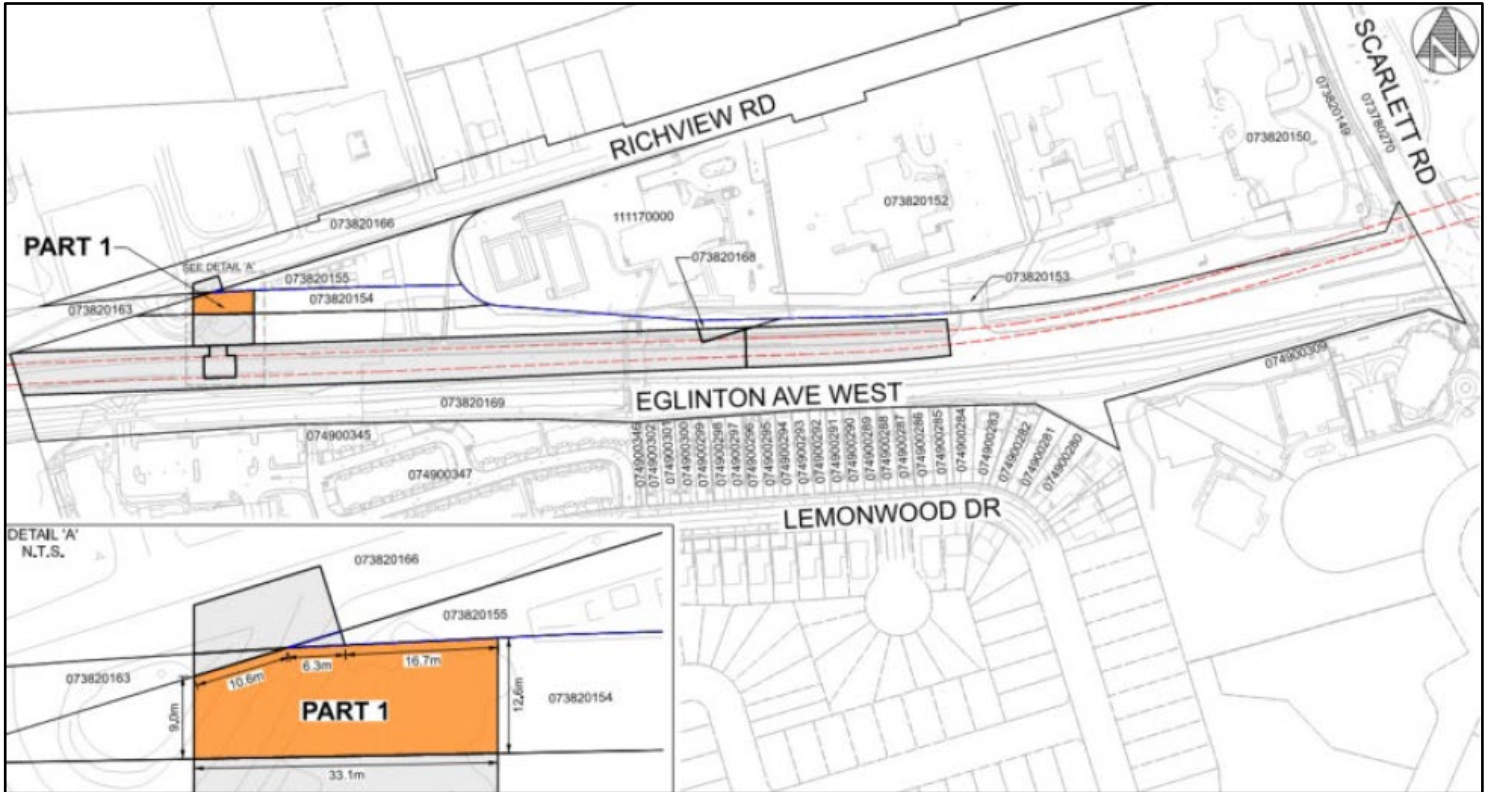 SCARLETT RD
N
073820149
073780270
073820150
RICHVIEW RD
073820152
111170000
073820166
PART 1
SEE DETAIL 'A'
073820155
073820168
073820153
073820154
073820163
EGLINTON AVE WEST
074900309
073820169
074900345
074900347
074900346
074900302
074900301
074900300
074900299
074900298
074900297
074900296
074900295
074900294
074900293
074900292
074900291
074900290
074900289
074900288
074900287
074900286
074900285
074900284
074900283
074900282
074900281
074900280
LEMONWOOD DR
DETAIL 'A'
N.T.S.
073820166
073820155
073820163
10.6m
6.3m
16.7m
9.0m
PART 1
12.6m
073820154
33.1m